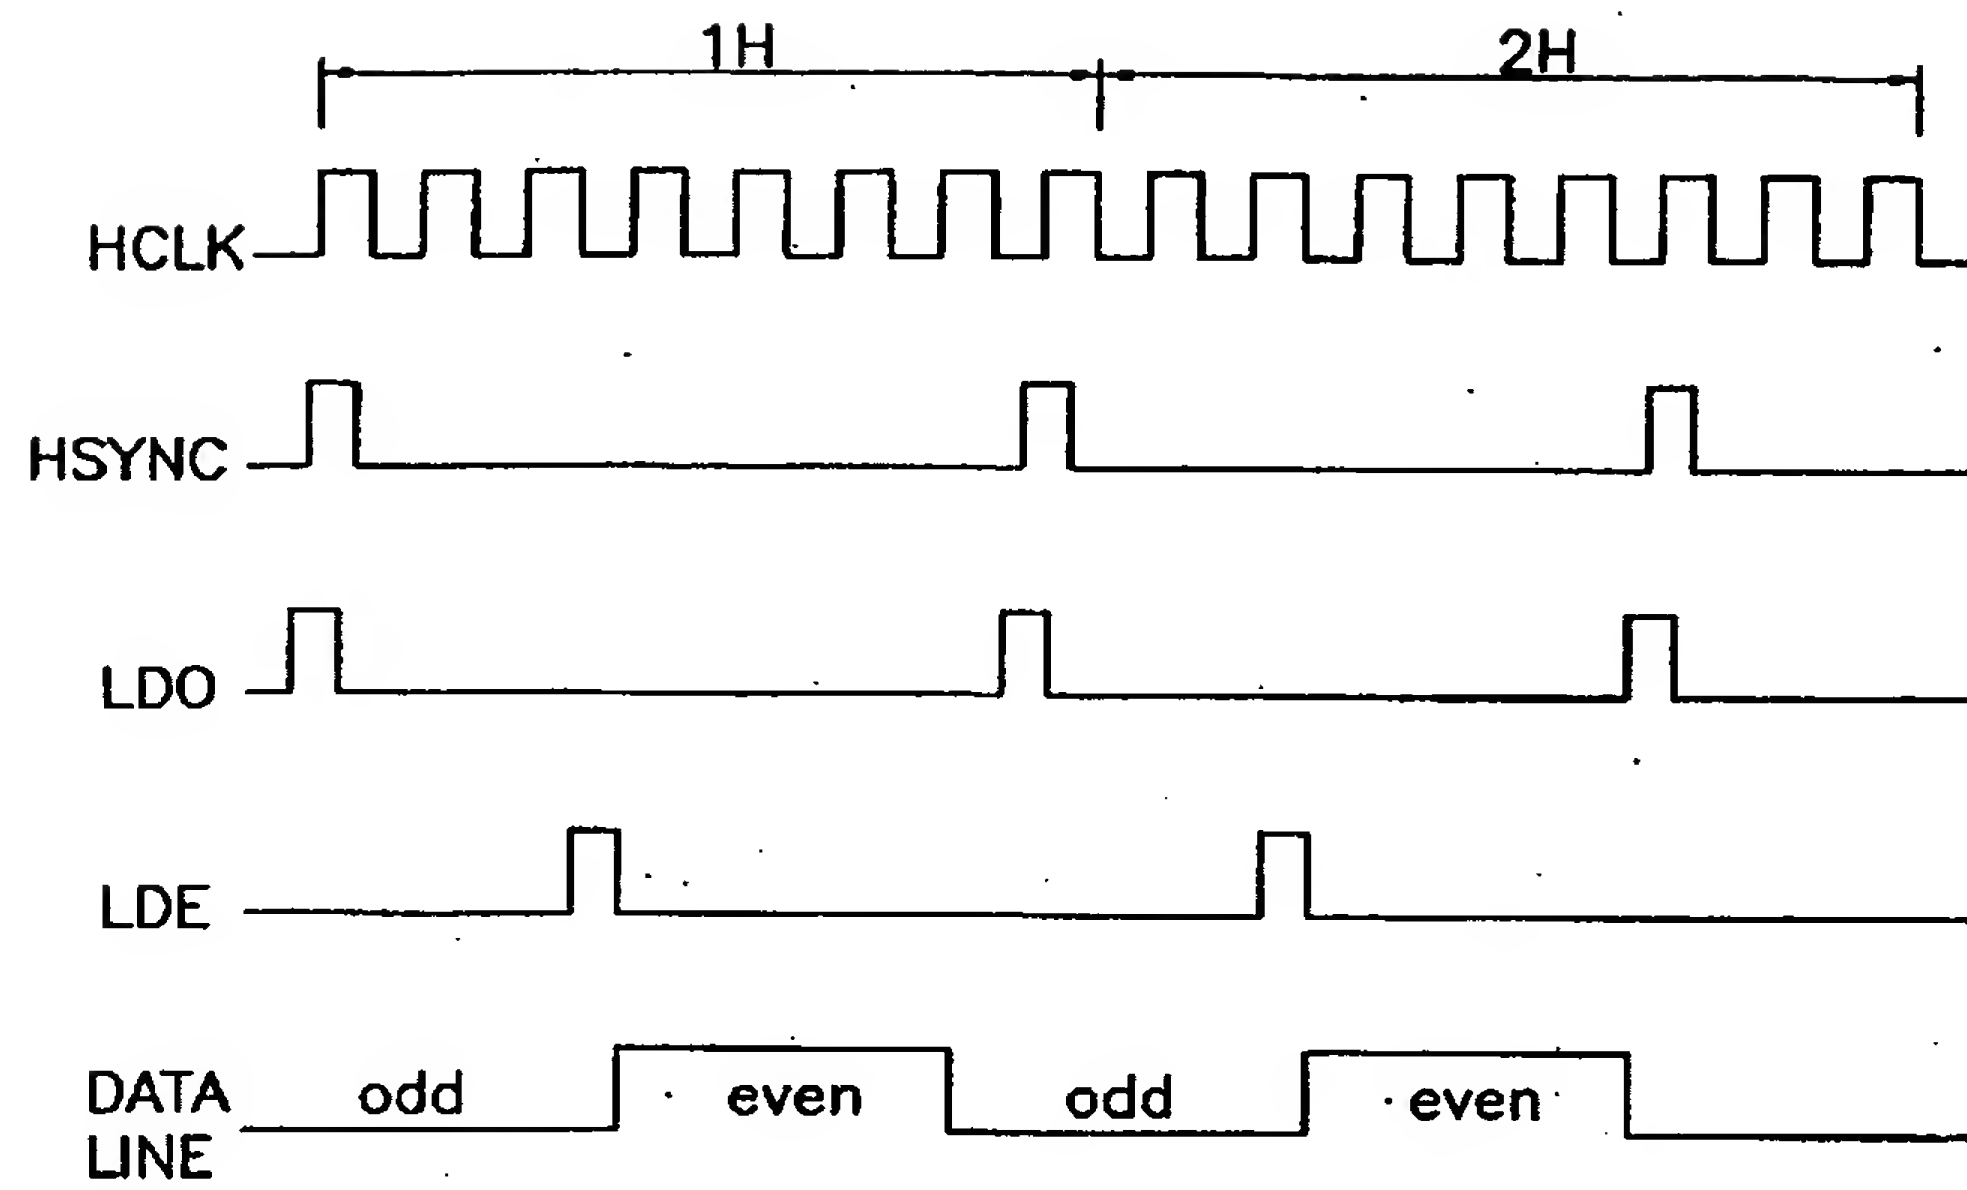 1H
2H
HCLK
HSYNC
LDO
LDE
DATA
LINE
odd
even
odd
even